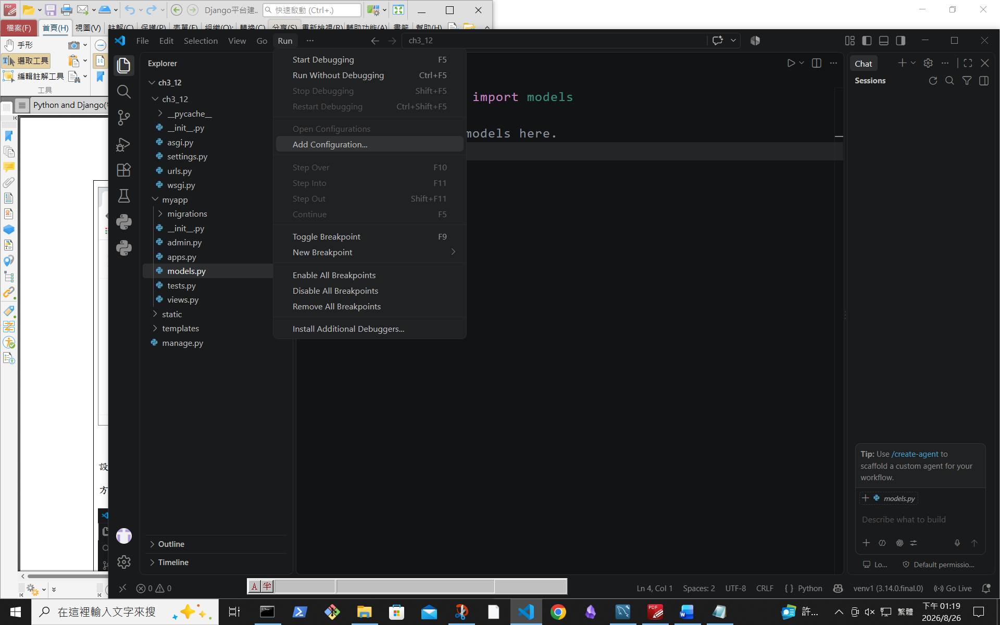 Django平台建..
快速啟動 (Ctrl+.)
檔案(F)
首頁(H)
視圖(V)
註解(C)
保護(P)
表單(F)
組織(O):
轉換(C)
分享(S)
重新檢視(R)
輔助功能(A)
書籤
幫助(H)
手形
選取工具
編輯註解工具
工具
Python and Django(
設
方
File
Edit
Selection
View
Go
Run
ch3_12
Explorer
ch3_12
ch3_12
__pycache__
__init__.py
asgi.py
settings.py
urls.py
wsgi.py
myapp
migrations
__init__.py
admin.py
apps.py
models.py
tests.py
views.py
static
templates
manage.py
Outline
Timeline
Start Debugging F5
Run Without Debugging Ctrl+F5
Stop Debugging Shift+F5
Restart Debugging Ctrl+Shift+F5
Open Configurations
Add Configuration...
Step Over F10
Step Into F11
Step Out Shift+F11
Continue F5
Toggle Breakpoint F9
New Breakpoint
Enable All Breakpoints
Disable All Breakpoints
Remove All Breakpoints
Install Additional Debuggers...
import models
models here.
Chat
Sessions
Tip: Use /create-agent to
scaffold a custom agent for your
workflow.
models.py
Describe what to build
Lo...
Default permissio...
0
0
A
半
Ln 4, Col 1
Spaces: 2
UTF-8
CRLF
{ } Python
venv1 (3.14.0.final.0)
Go Live
在這裡輸入文字來搜
許...
繁體
下午 01:19
2026/8/26